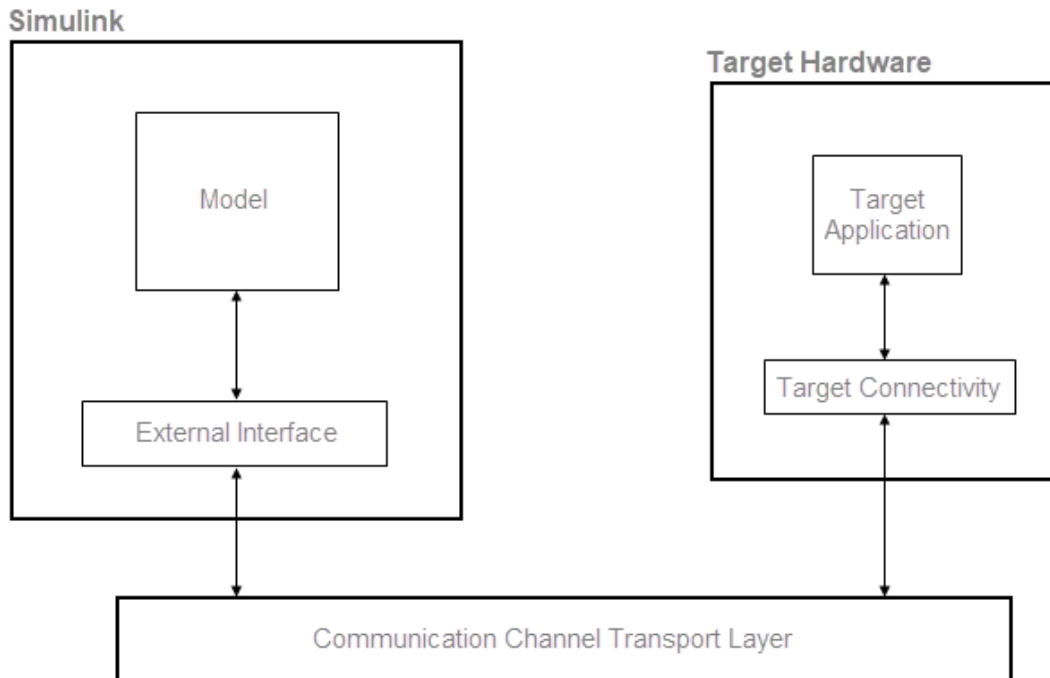 Simulink
Model
External Interface
Target Hardware
Target
Application
Target Connectivity
Communication Channel Transport Layer